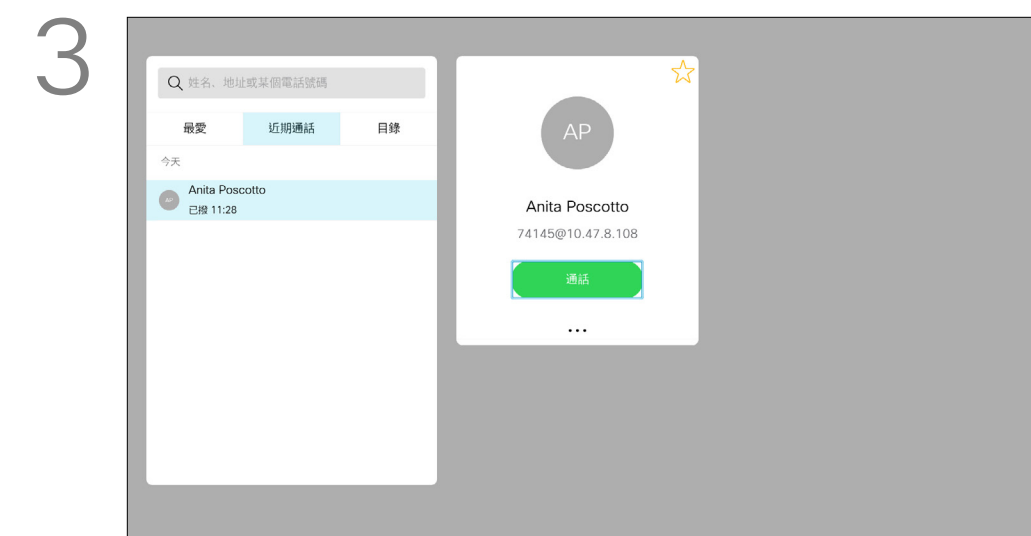 3
姓名、地址或某個電話號碼
最愛 近期通話 目錄
今天
AP
Anita Poscotto
已撥 11:28
AP
Anita Poscotto
74145@10.47.8.108
通話
...